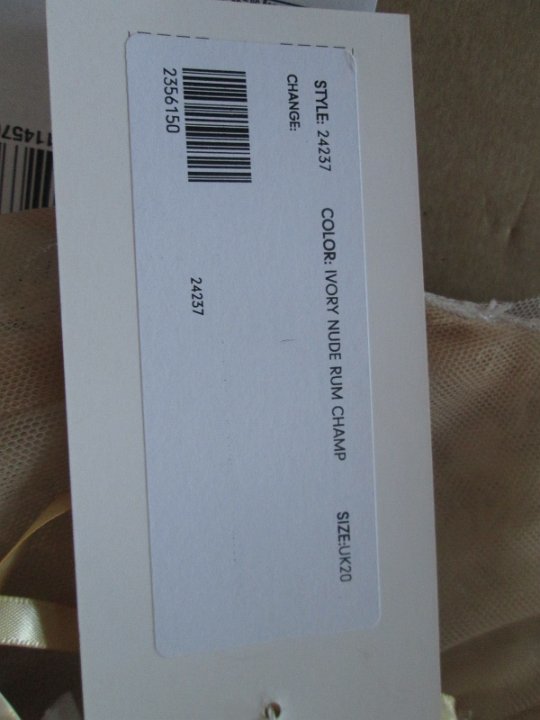 STYLE: 24237 COLOR: IVORY NUDE RUM CHAMP SIZE:UK20
CHANGE:
2356150
24237